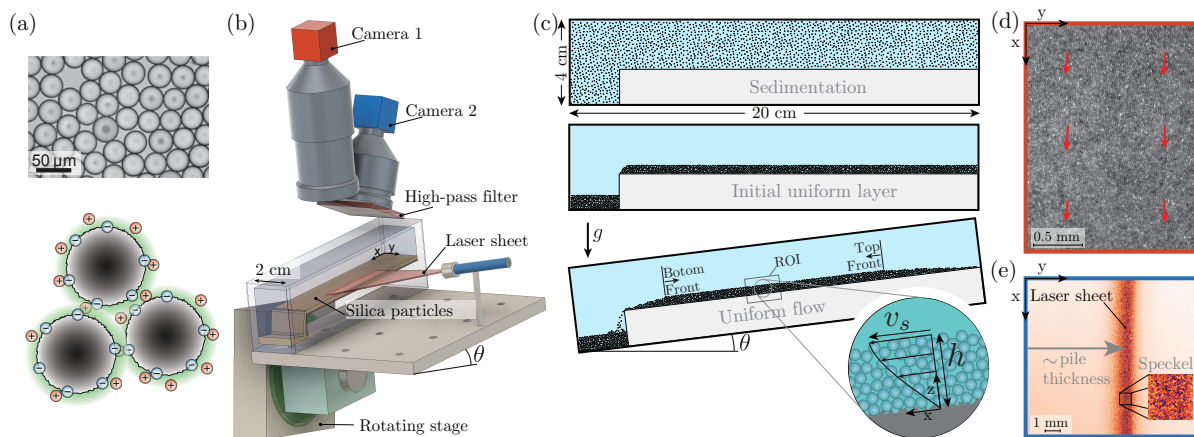 (a)
50 µm
(b)
Camera 1
Camera 2
High-pass filter
Laser sheet
x
y
2 cm
Silica particles
θ
Rotating stage
(c)
4 cm
Sedimentation
20 cm
Initial uniform layer
g
Botom
Front
ROI
Top
Front
Uniform flow
θ
v_s
h
z
x
(d)
y
x
0.5 mm
(e)
y
x
Laser sheet
~pile
thickness
Speckel
1 mm